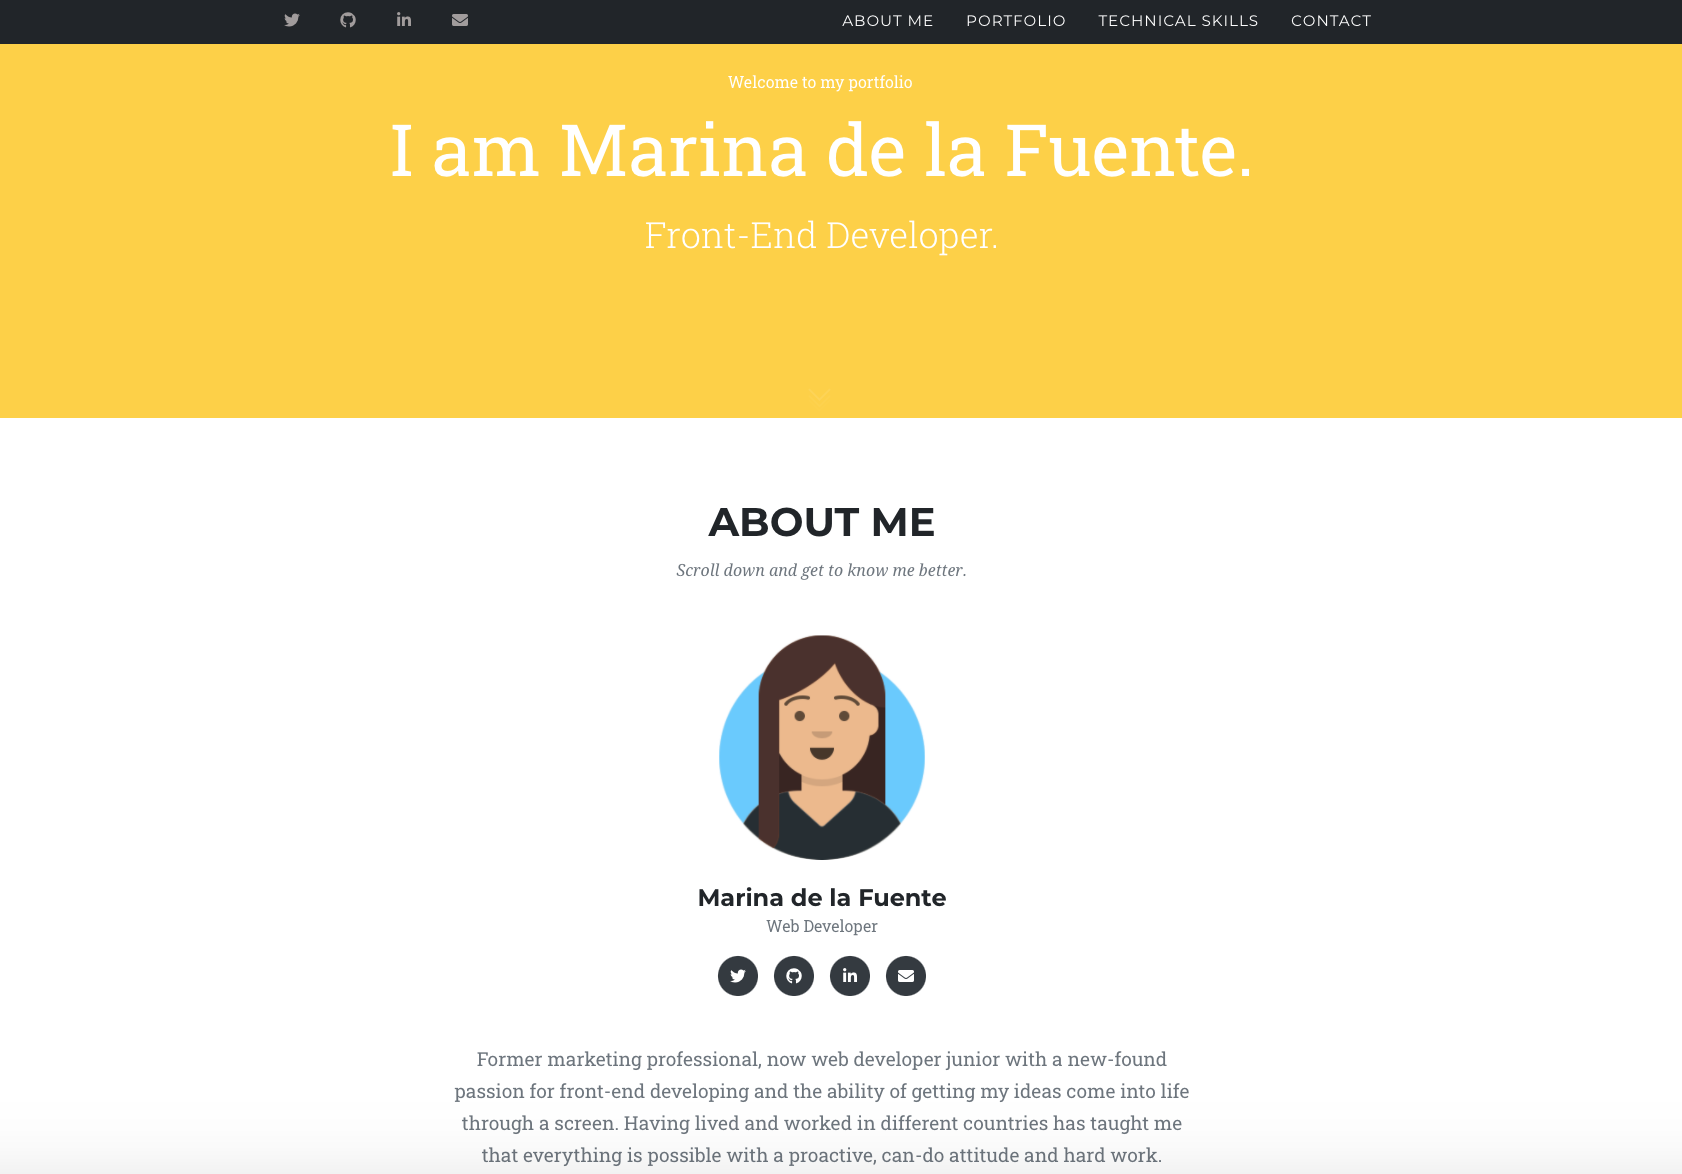 ABOUT ME PORTFOLIO TECHNICAL SKILLS CONTACT
Welcome to my portfolio
I am Marina de la Fuente.
Front-End Developer.
ABOUT ME
Scroll down and get to know me better.
Marina de la Fuente
Web Developer
Former marketing professional, now web developer junior with a new-found
passion for front-end developing and the ability of getting my ideas come into life
through a screen. Having lived and worked in different countries has taught me
that everything is possible with a proactive, can-do attitude and hard work.